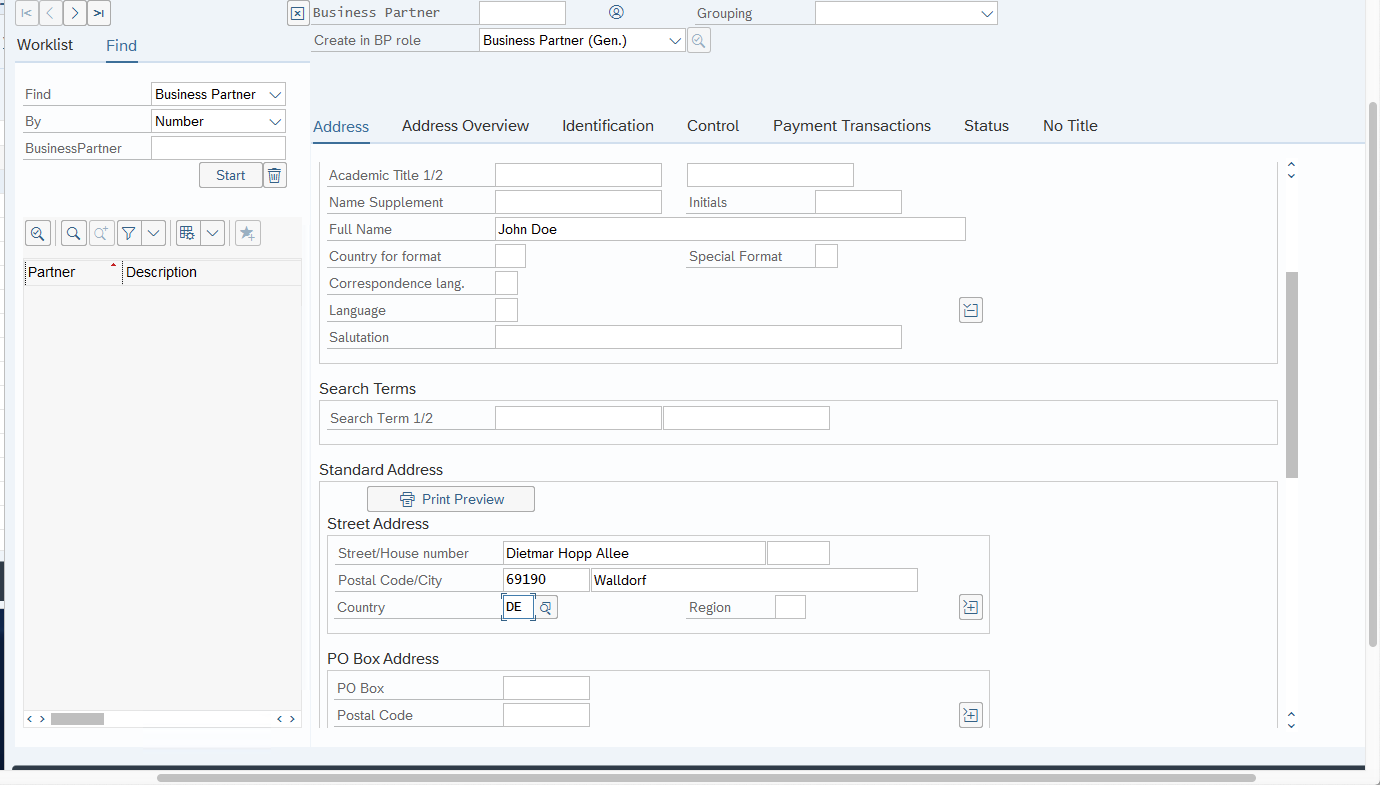 Business Partner
Grouping
Create in BP role Business Partner (Gen.)
Worklist Find
Find Business Partner
By Number
BusinessPartner
Start
Partner Description
Address Address Overview Identification Control Payment Transactions Status No Title
Academic Title 1/2
Name Supplement Initials
Full Name John Doe
Country for format Special Format
Correspondence lang.
Language
Salutation
Search Terms
Search Term 1/2
Standard Address
Print Preview
Street Address
Street/House number Dietmar Hopp Allee
Postal Code/City 69190 Walldorf
Country DE Region
PO Box Address
PO Box
Postal Code